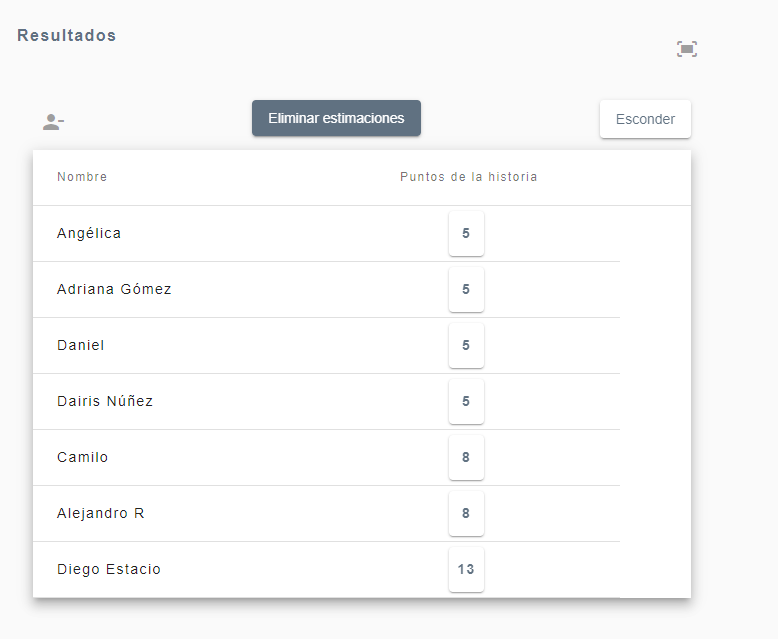 Resultados
Eliminar estimaciones
Esconder
Nombre Puntos de la historia
Angélica 5
Adriana Gómez 5
Daniel 5
Dairis Núñez 5
Camilo 8
Alejandro R 8
Diego Estacio 13